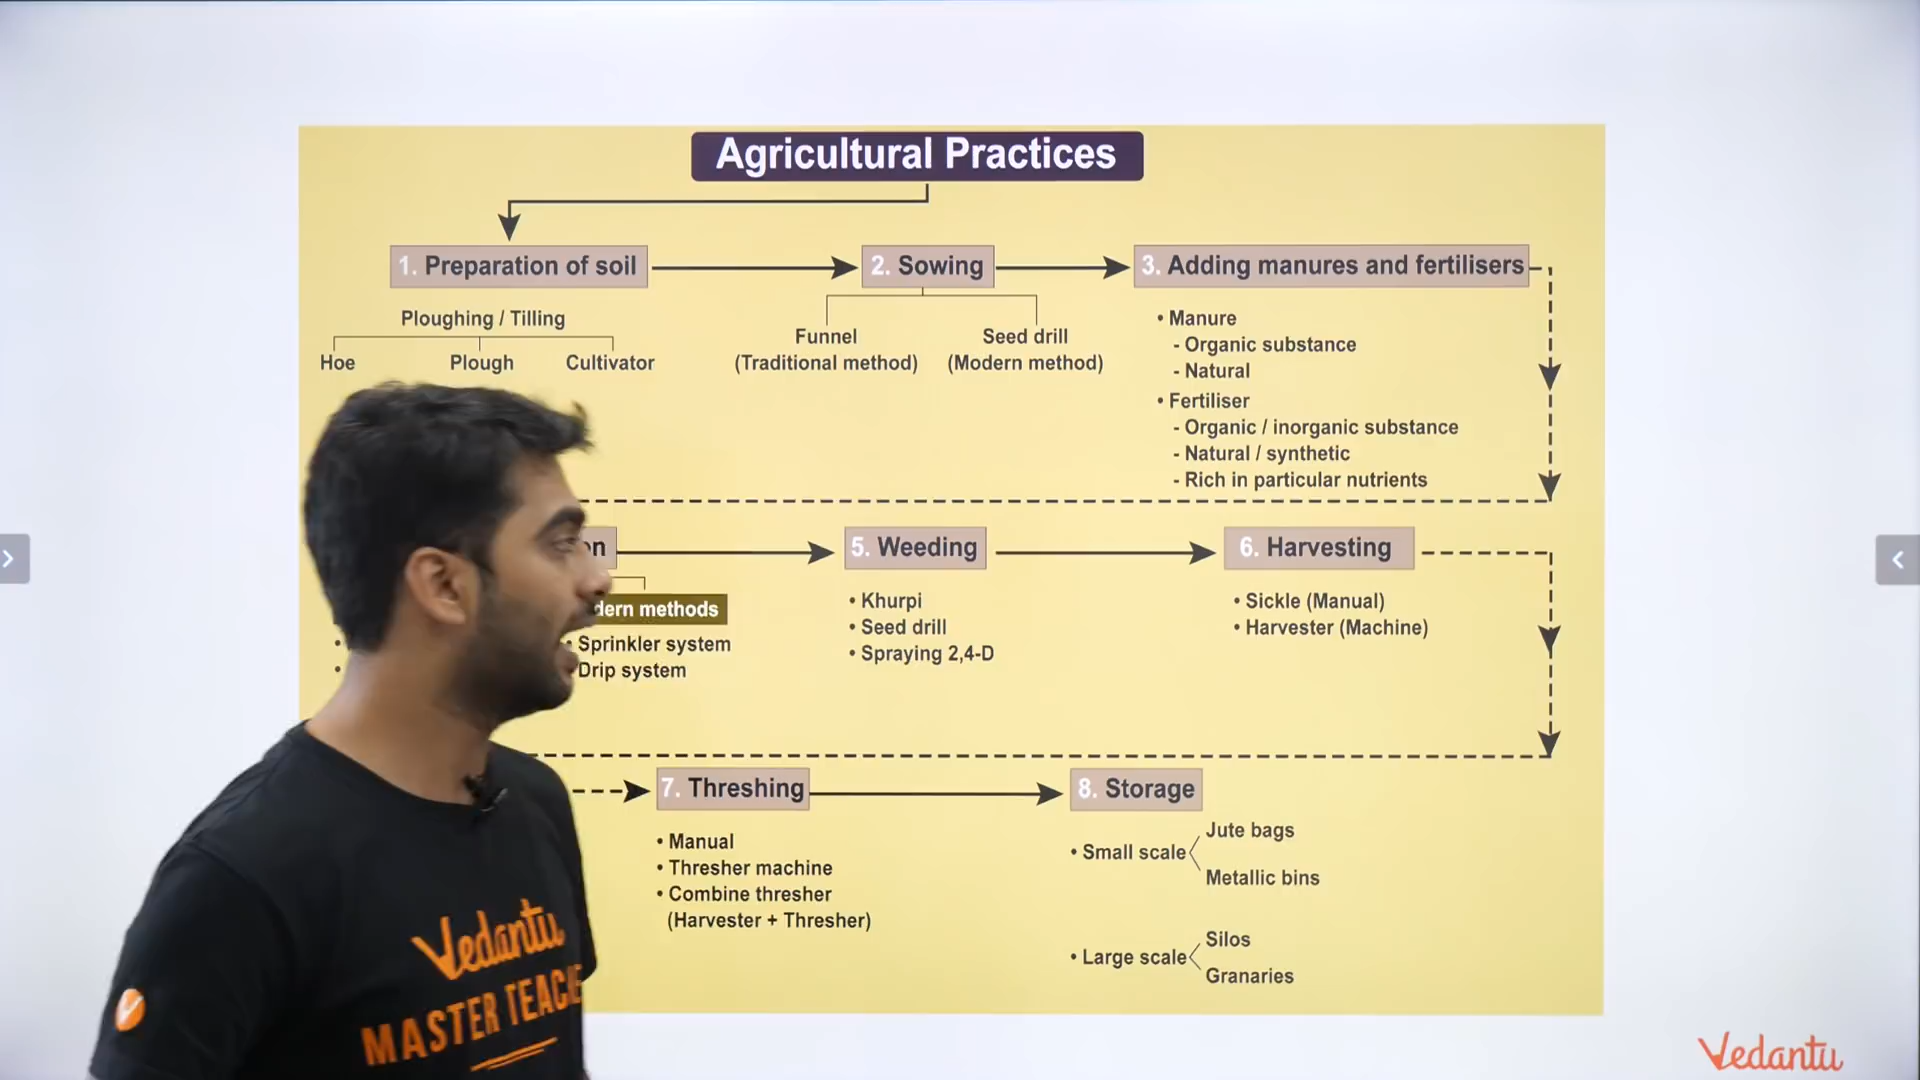 Agricultural Practices
1. Preparation of soil
2. Sowing
3. Adding manures and fertilisers
Ploughing / Tilling
Hoe
Plough
Cultivator
Funnel
(Traditional method)
Seed drill
(Modern method)
• Manure
- Organic substance
- Natural
• Fertiliser
- Organic / inorganic substance
- Natural / synthetic
- Rich in particular nutrients
5. Weeding
6. Harvesting
methods
• Sprinkler system
• Drip system
• Khurpi
• Seed drill
• Spraying 2,4-D
• Sickle (Manual)
• Harvester (Machine)
7. Threshing
8. Storage
• Manual
• Thresher machine
• Combine thresher
(Harvester + Thresher)
• Small scale
Jute bags
Metallic bins
• Large scale
Silos
Granaries
Vedantu
MASTER
Vedantu